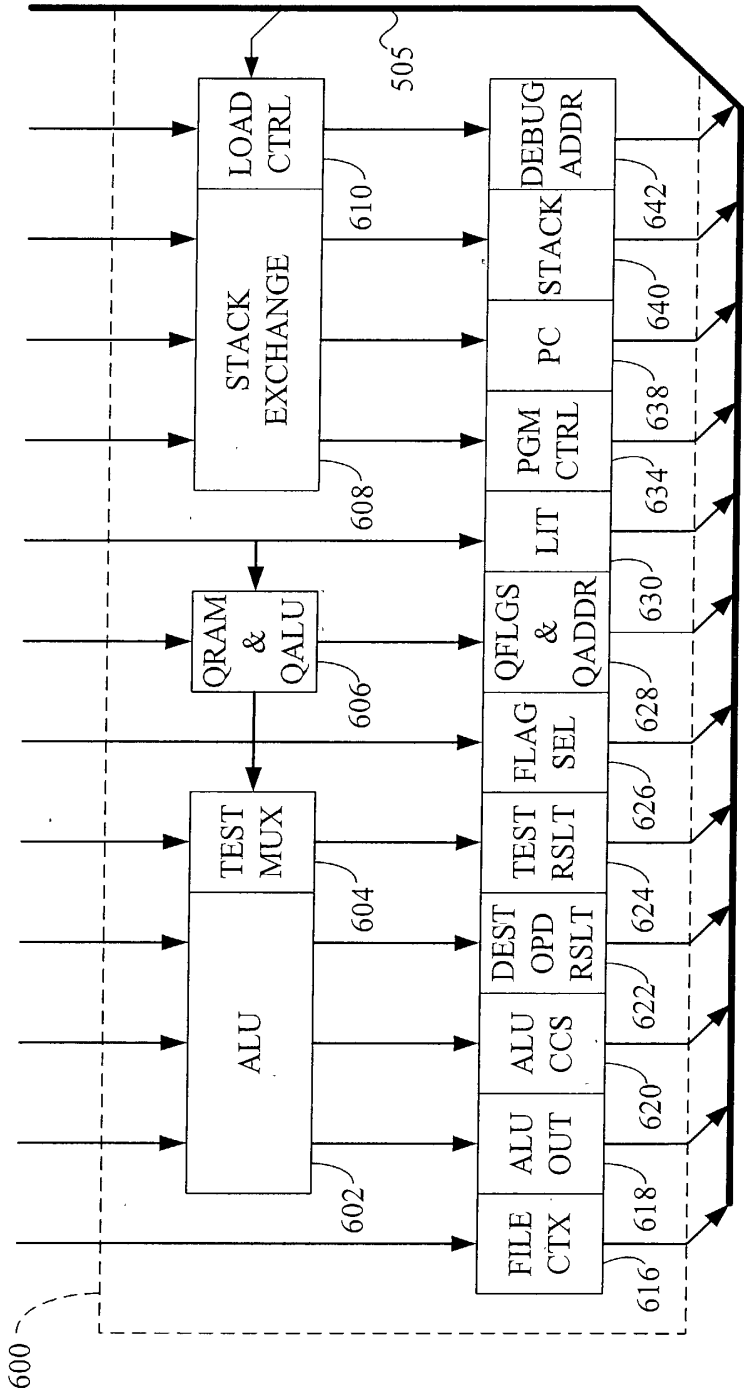 600
505
ALU
TEST
MUX
QRAM
&
QALU
STACK
EXCHANGE
LOAD
CTRL
602
604
606
608
610
FILE
CTX
ALU
OUT
ALU
CCS
DEST
OPD
RSLT
TEST
RSLT
FLAG
SEL
QFLGS
&
QADDR
LIT
PGM
CTRL
PC
STACK
DEBUG
ADDR
616
618
620
622
624
626
628
630
634
638
640
642